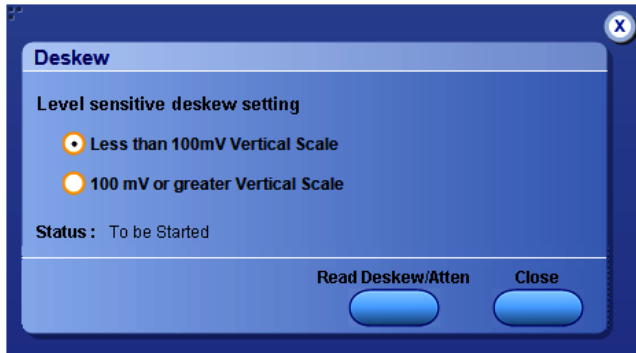 X
Deskew
Level sensitive deskew setting
Less than 100mV Vertical Scale
100 mV or greater Vertical Scale
Status : To be Started
Read Deskew/Atten Close